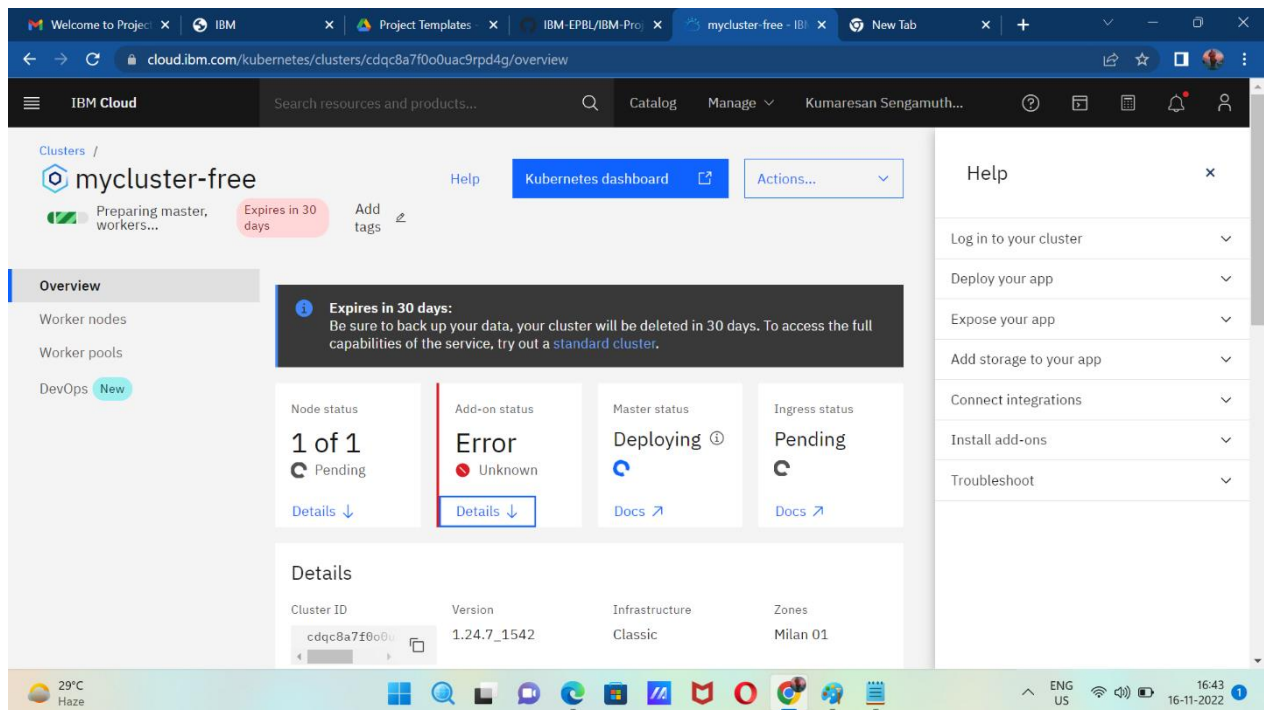 Welcome to Projec
IBM
Project Templates -
IBM-EPBL/IBM-Proj
mycluster-free - IB
New Tab
cloud.ibm.com/kubernetes/clusters/cdqc8a7f0o0uac9rpd4g/overview
IBM Cloud
Search resources and products...
Catalog
Manage
Kumaresan Sengamuth...
Clusters /
mycluster-free
Help
Kubernetes dashboard
Actions...
Preparing master,
workers...
Expires in 30
days
Add
tags
Overview
Worker nodes
Worker pools
DevOps New
Expires in 30 days:
Be sure to back up your data, your cluster will be deleted in 30 days. To access the full
capabilities of the service, try out a standard cluster.
Node status
1 of 1
Pending
Details
Add-on status
Error
Unknown
Details
Master status
Deploying
Docs
Ingress status
Pending
Docs
Details
Cluster ID
cdqc8a7f0o0u
Version
1.24.7_1542
Infrastructure
Classic
Zones
Milan 01
Help
Log in to your cluster
Deploy your app
Expose your app
Add storage to your app
Connect integrations
Install add-ons
Troubleshoot
29°C
Haze
ENG
US
16:43
16-11-2022
1